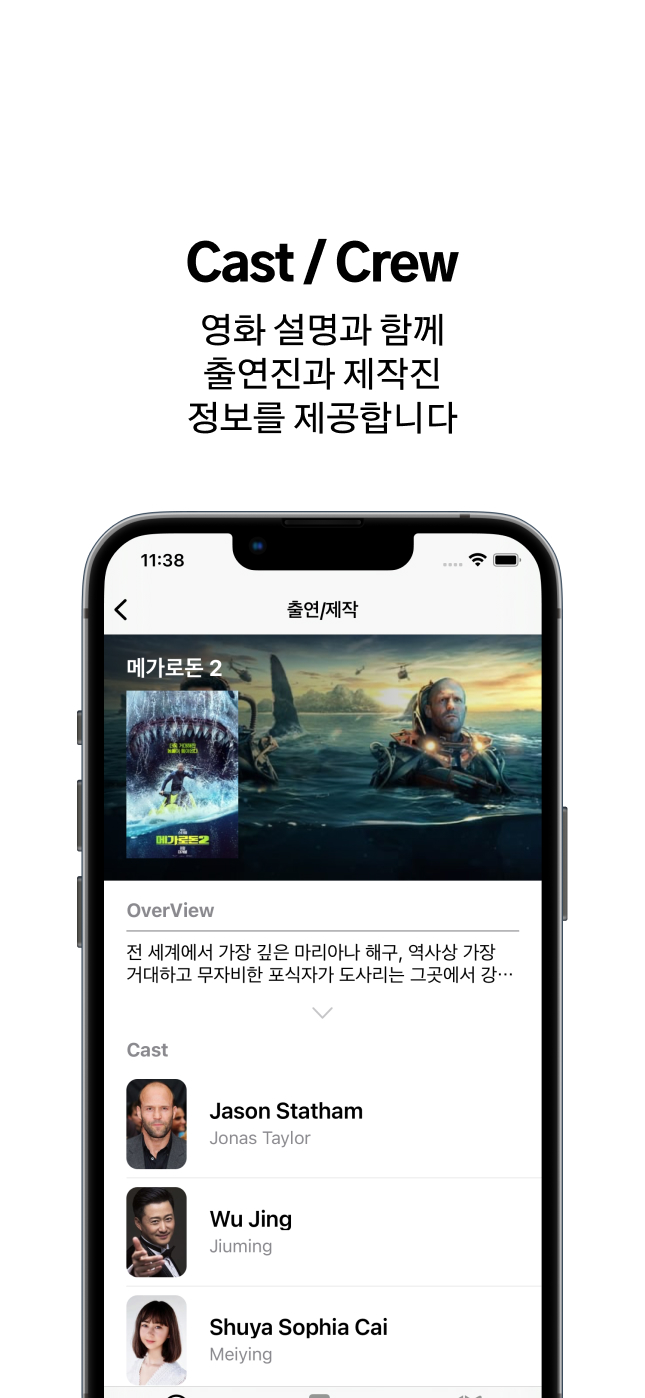 Cast / Crew
영화 설명과 함께
출연진과 제작진
정보를 제공합니다
11:38
출연/제작
메가로돈 2
메가로돈2
OverView
전 세계에서 가장 깊은 마리아나 해구, 역사상 가장
거대하고 무자비한 포식자가 도사리는 그곳에서 강…
Cast
Jason Statham
Jonas Taylor
Wu Jing
Jiuming
Shuya Sophia Cai
Meiying